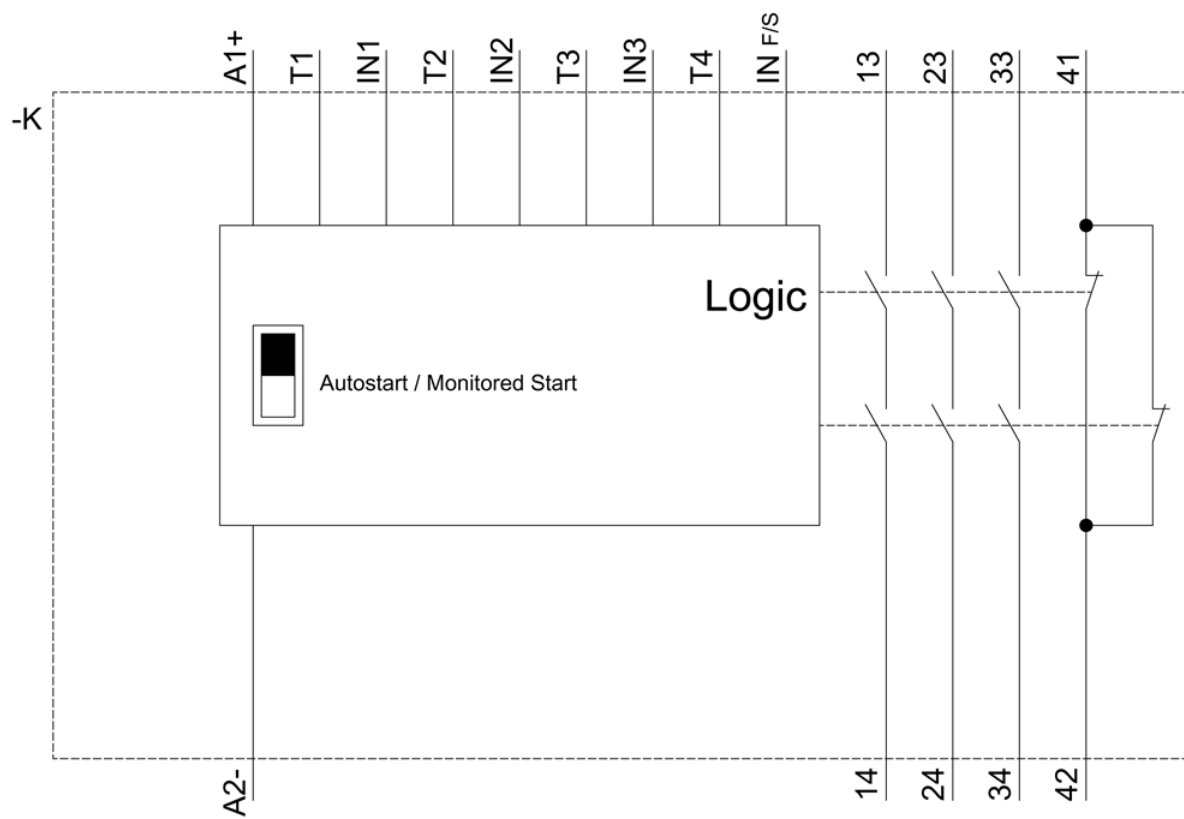 A1+
T1
IN1
T2
IN2
T3
IN3
T4
IN F/S
13
23
33
41
-K
Logic
Autostart / Monitored Start
A2-
14
24
34
42